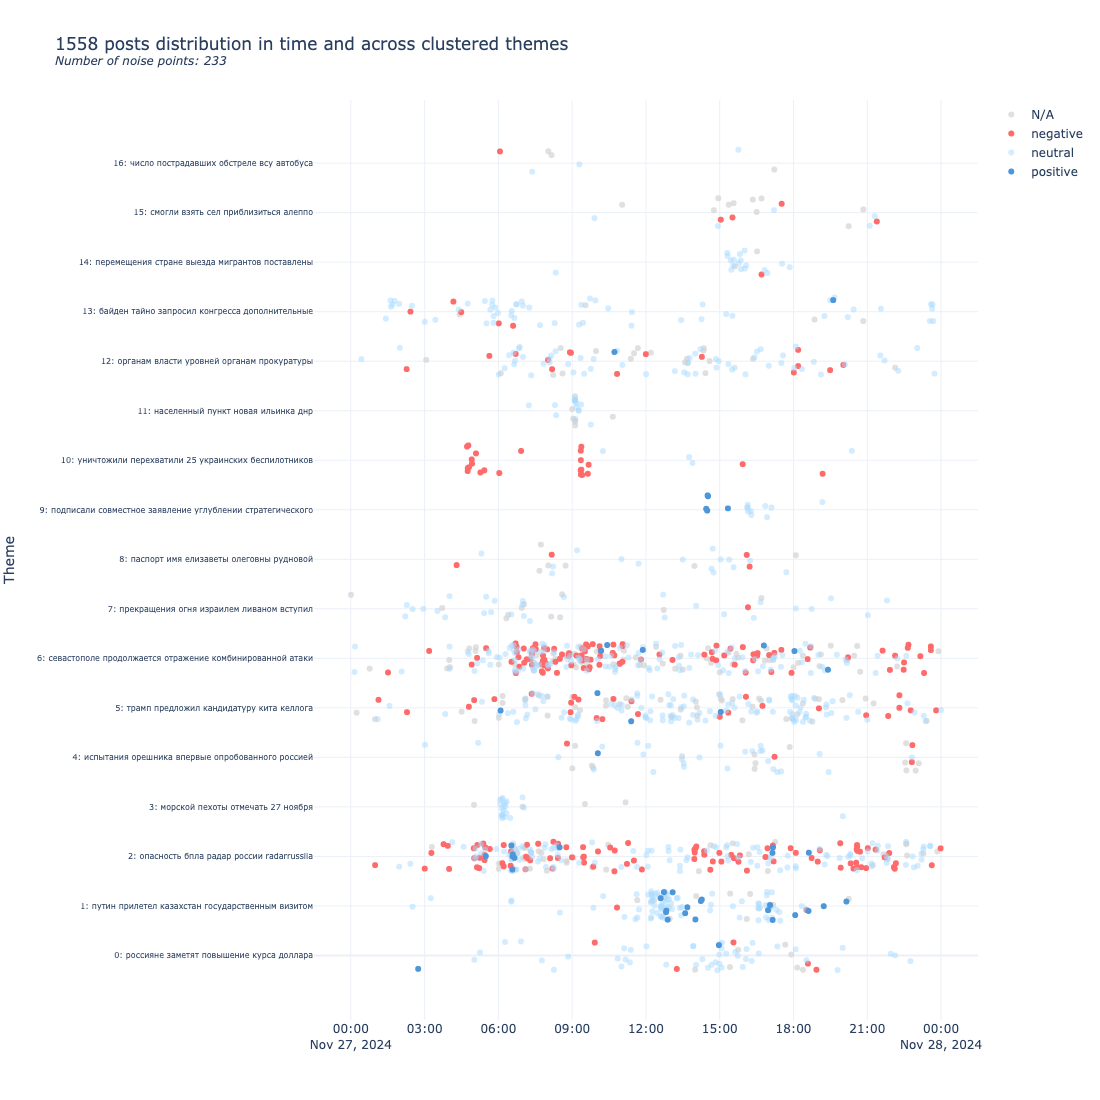 1558 posts distribution in time and across clustered themes
Number of noise points: 233
N/A
negative
neutral
positive
Theme
16: число пострадавших обстреле всу автобуса
15: смогли взять сел приблизиться алеппо
14: перемещения стране выезда мигрантов поставлены
13: байден тайно запросил конгресса дополнительные
12: органам власти уровней органам прокуратуры
11: населенный пункт новая ильинка днр
10: уничтожили перехватили 25 украинских беспилотников
9: подписали совместное заявление углублении стратегического
8: паспорт имя елизаветы олеговны рудновой
7: прекращения огня израилем ливаном вступил
6: севастополе продолжается отражение комбинированной атаки
5: трамп предложил кандидатуру кита келлога
4: испытания орешника впервые опробованного россией
3: морской пехоты отмечать 27 ноября
2: опасность бпла радар россии radarrussiia
1: путин прилетел казахстан государственным визитом
0: россияне заметят повышение курса доллара
00:00 03:00 06:00 09:00 12:00 15:00 18:00 21:00 00:00
Nov 27, 2024 Nov 28, 2024